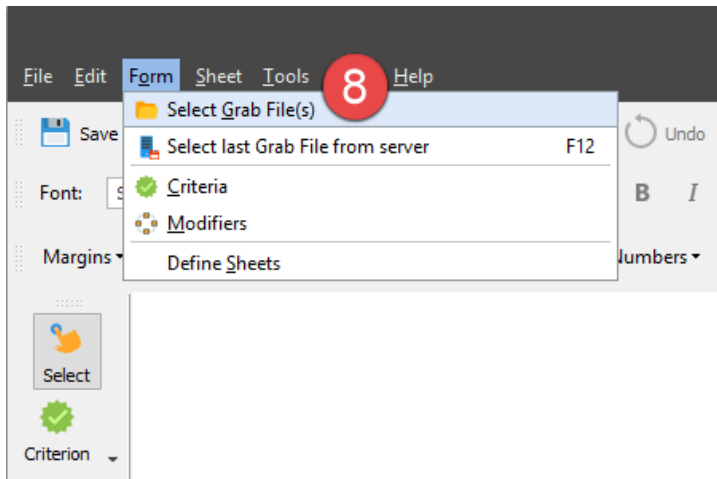 File Edit Form Sheet Tools 8 Help
Select Grab File(s)
Save Undo
Select last Grab File from server F12
Font: S Criteria B I
Modifiers
Margins Numbers
Define Sheets
Select
Criterion